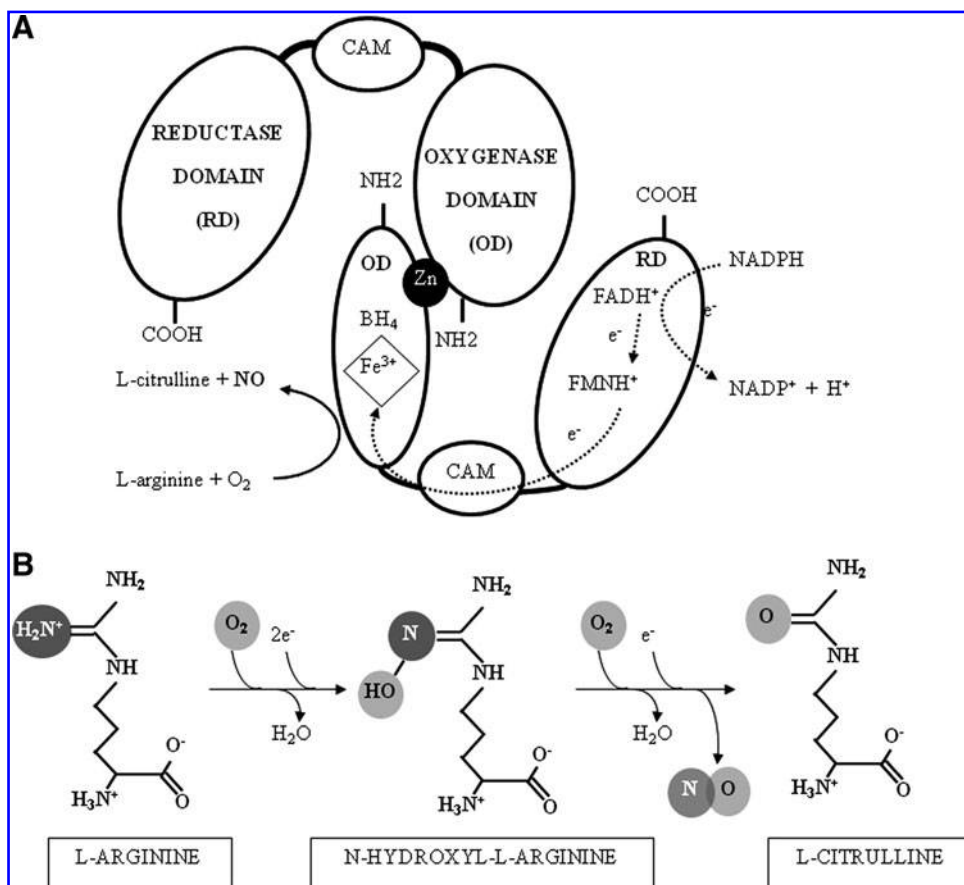 A
CAM
REDUCTASE
DOMAIN
(RD)
OXYGENASE
DOMAIN
(OD)
NH2
COOH
OD
Zn
RD
NADPH
FADH⁺
e⁻
e⁻
BH₄
NH2
COOH
Fe³⁺
L-citrulline + NO
FMNH⁺
NADP⁺ + H⁺
e⁻
CAM
L-arginine + O₂
B
NH₂
H₂N⁺
NH
O⁻
O
H₃N⁺
O₂
2e⁻
H₂O
NH₂
N
HO
NH
O⁻
O
H₃N⁺
O₂
e⁻
H₂O
N O
NH₂
O
NH
O⁻
O
H₃N⁺
L-ARGININE
N-HYDROXYL-L-ARGININE
L-CITRULLINE